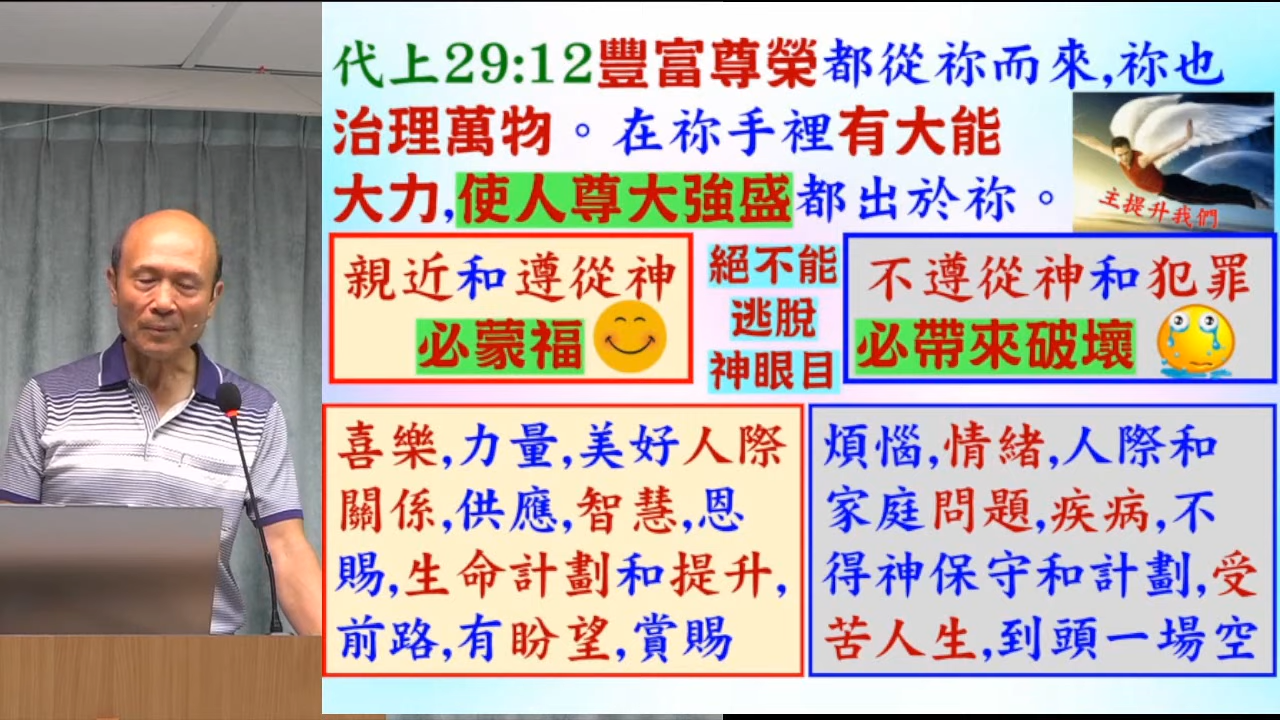 代上29:12豐富尊榮都從祢而來,祢也
治理萬物。在祢手裡有大能
大力,使人尊大強盛都出於祢。
主提升我們
親近和遵從神
必蒙福
絕不能
逃脫
神眼目
不遵從神和犯罪
必帶來破壞
喜樂,力量,美好人際
關係,供應,智慧,恩
賜,生命計劃和提升,
前路,有盼望,賞賜
煩惱,情緒,人際和
家庭問題,疾病,不
得神保守和計劃,受
苦人生,到頭一場空